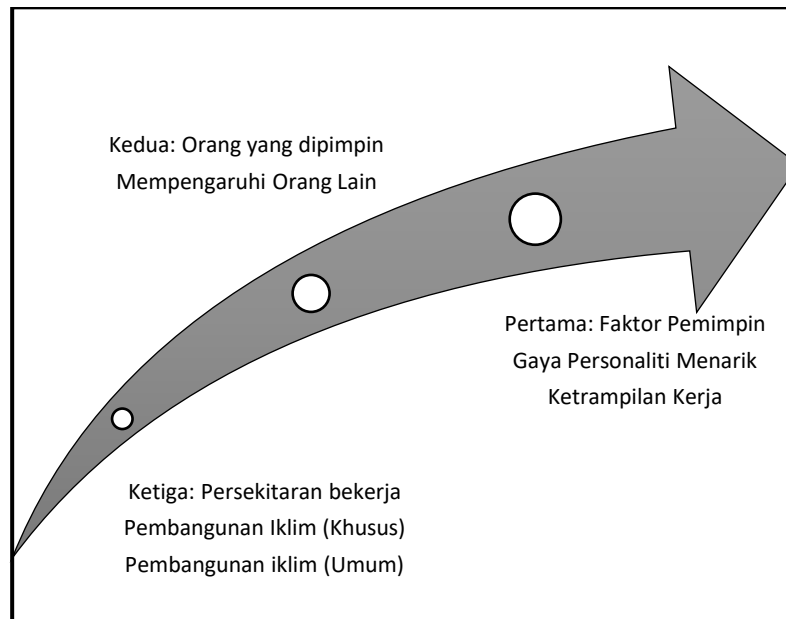 Kedua: Orang yang dipimpin
Mempengaruhi Orang Lain
Pertama: Faktor Pemimpin
Gaya Personaliti Menarik
Ketrampilan Kerja
Ketiga: Persekitaran bekerja
Pembangunan Iklim (Khusus)
Pembangunan iklim (Umum)